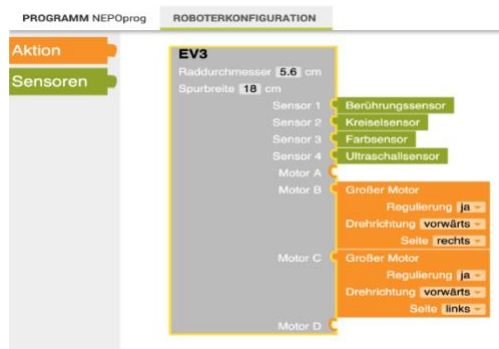 PROGRAMM NEPOprog ROBOTERKONFIGURATION
Aktion
Sensoren
EV3
Raddurchmesser 5.6 cm
Spurbreite 18 cm
Sensor 1 Berührungssensor
Sensor 2 Kreiselsensor
Sensor 3 Farbsensor
Sensor 4 Ultraschallsensor
Motor A
Motor B Großer Motor
Regulierung ja
Drehrichtung vorwärts
Seite rechts
Motor C Großer Motor
Regulierung ja
Drehrichtung vorwärts
Seite links
Motor D